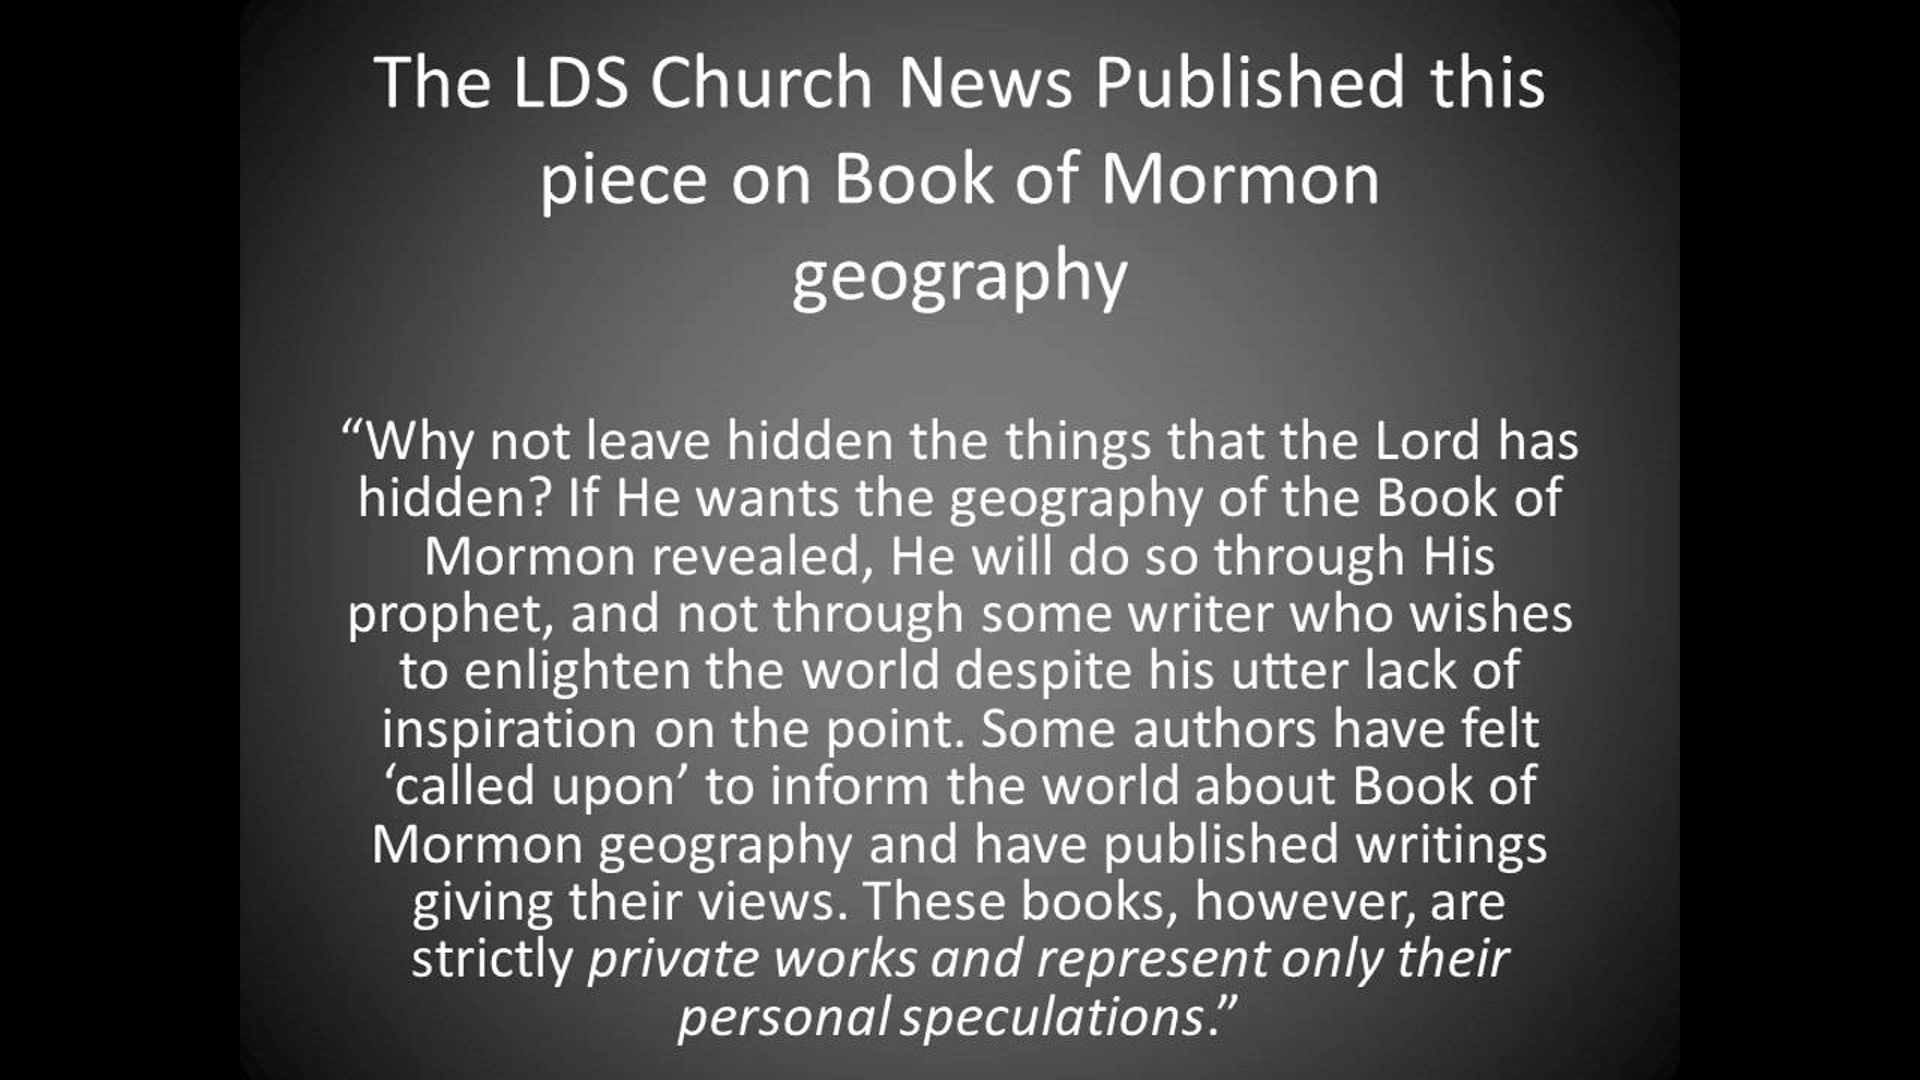 The LDS Church News Published this
piece on Book of Mormon
geography
“Why not leave hidden the things that the Lord has
hidden? If He wants the geography of the Book of
Mormon revealed, He will do so through His
prophet, and not through some writer who wishes
to enlighten the world despite his utter lack of
inspiration on the point. Some authors have felt
‘called upon’ to inform the world about Book of
Mormon geography and have published writings
giving their views. These books, however, are
strictly private works and represent only their
personal speculations.”